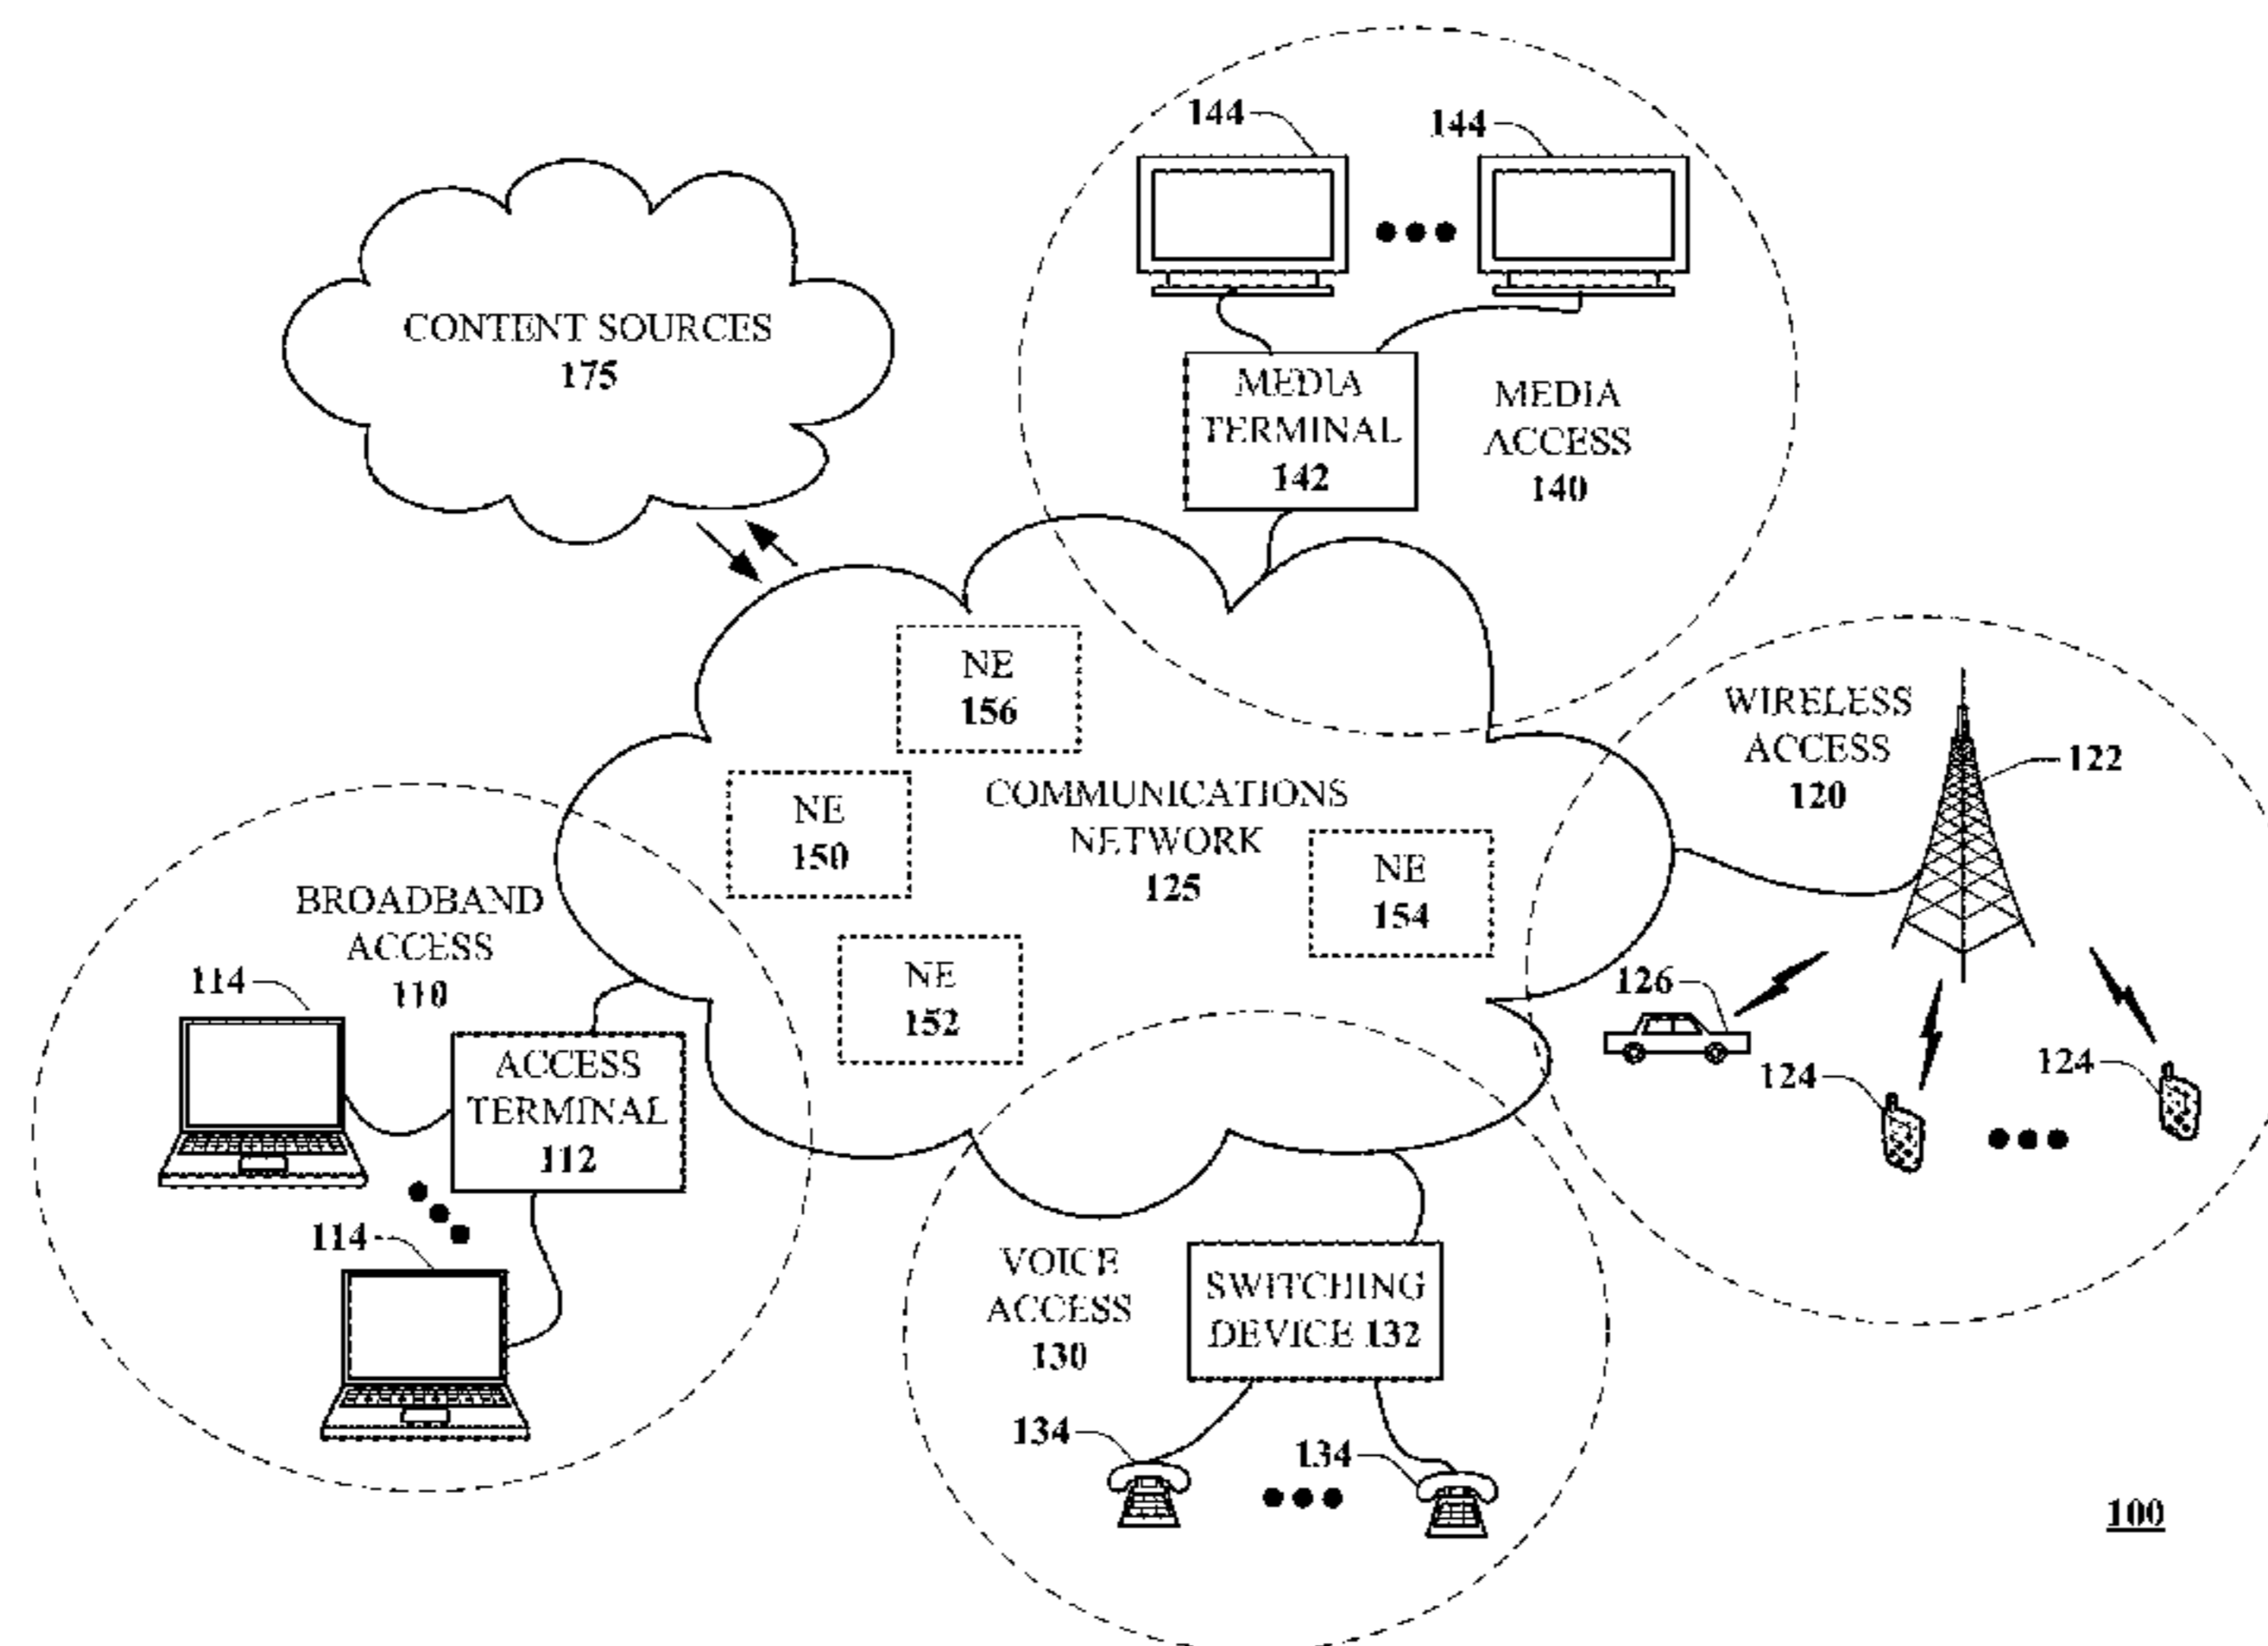 144
144
CONTENT SOURCES
175
MEDIA
TERMINAL
142
MEDIA
ACCESS
140
NE
156
WIRELESS
ACCESS
120
122
NE
150
COMMUNICATIONS
NETWORK
125
NE
154
BROADBAND
ACCESS
110
114
NE
152
126
124
124
ACCESS
TERMINAL
112
114
VOICE
ACCESS
130
SWITCHING
DEVICE 132
134
134
100